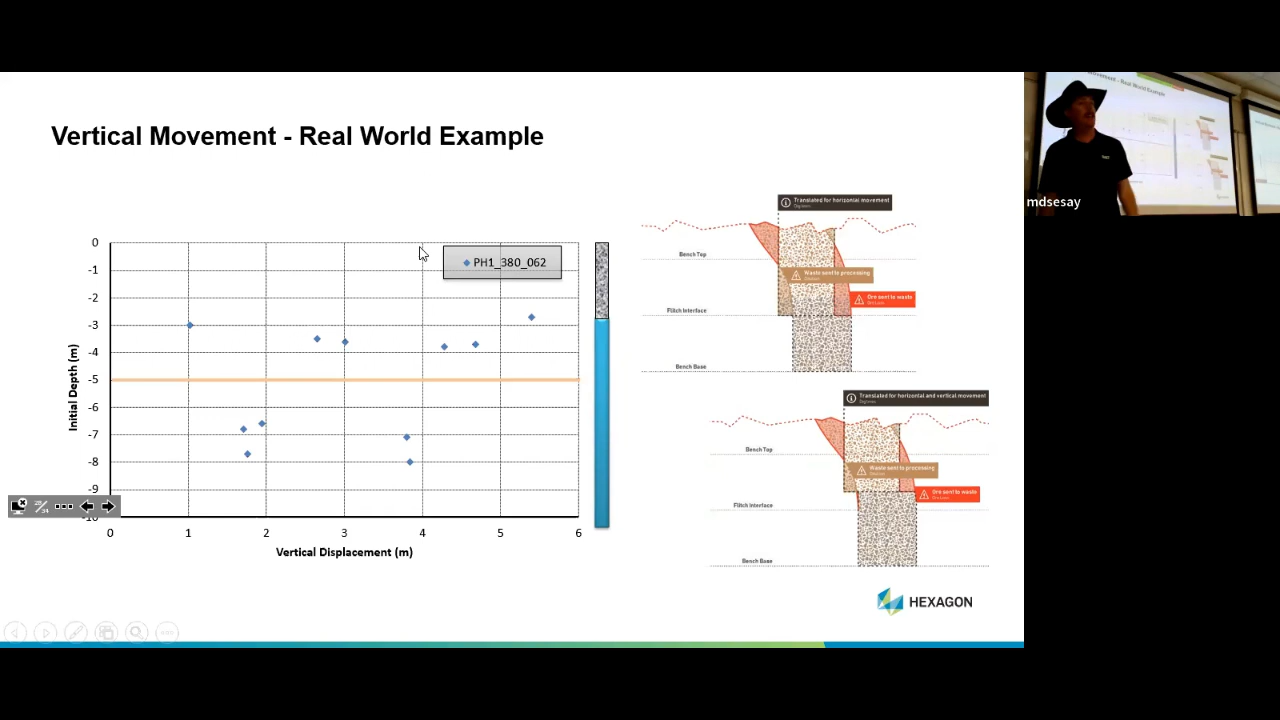 Vertical Movement - Real World Example
mdsesay
0
-1
-2
-3
-4
-5
-6
-7
-8
-9
-10
Initial Depth (m)
PH1_380_062
0 1 2 3 4 5 6
Vertical Displacement (m)
Translated for horizontal movement
Bench Top
Waste sent to processing
Ore sent to waste
Flitch Interface
Bench Base
Translated for horizontal and vertical movement
Bench Top
Waste sent to processing
Ore sent to waste
Flitch Interface
Bench Base
HEXAGON